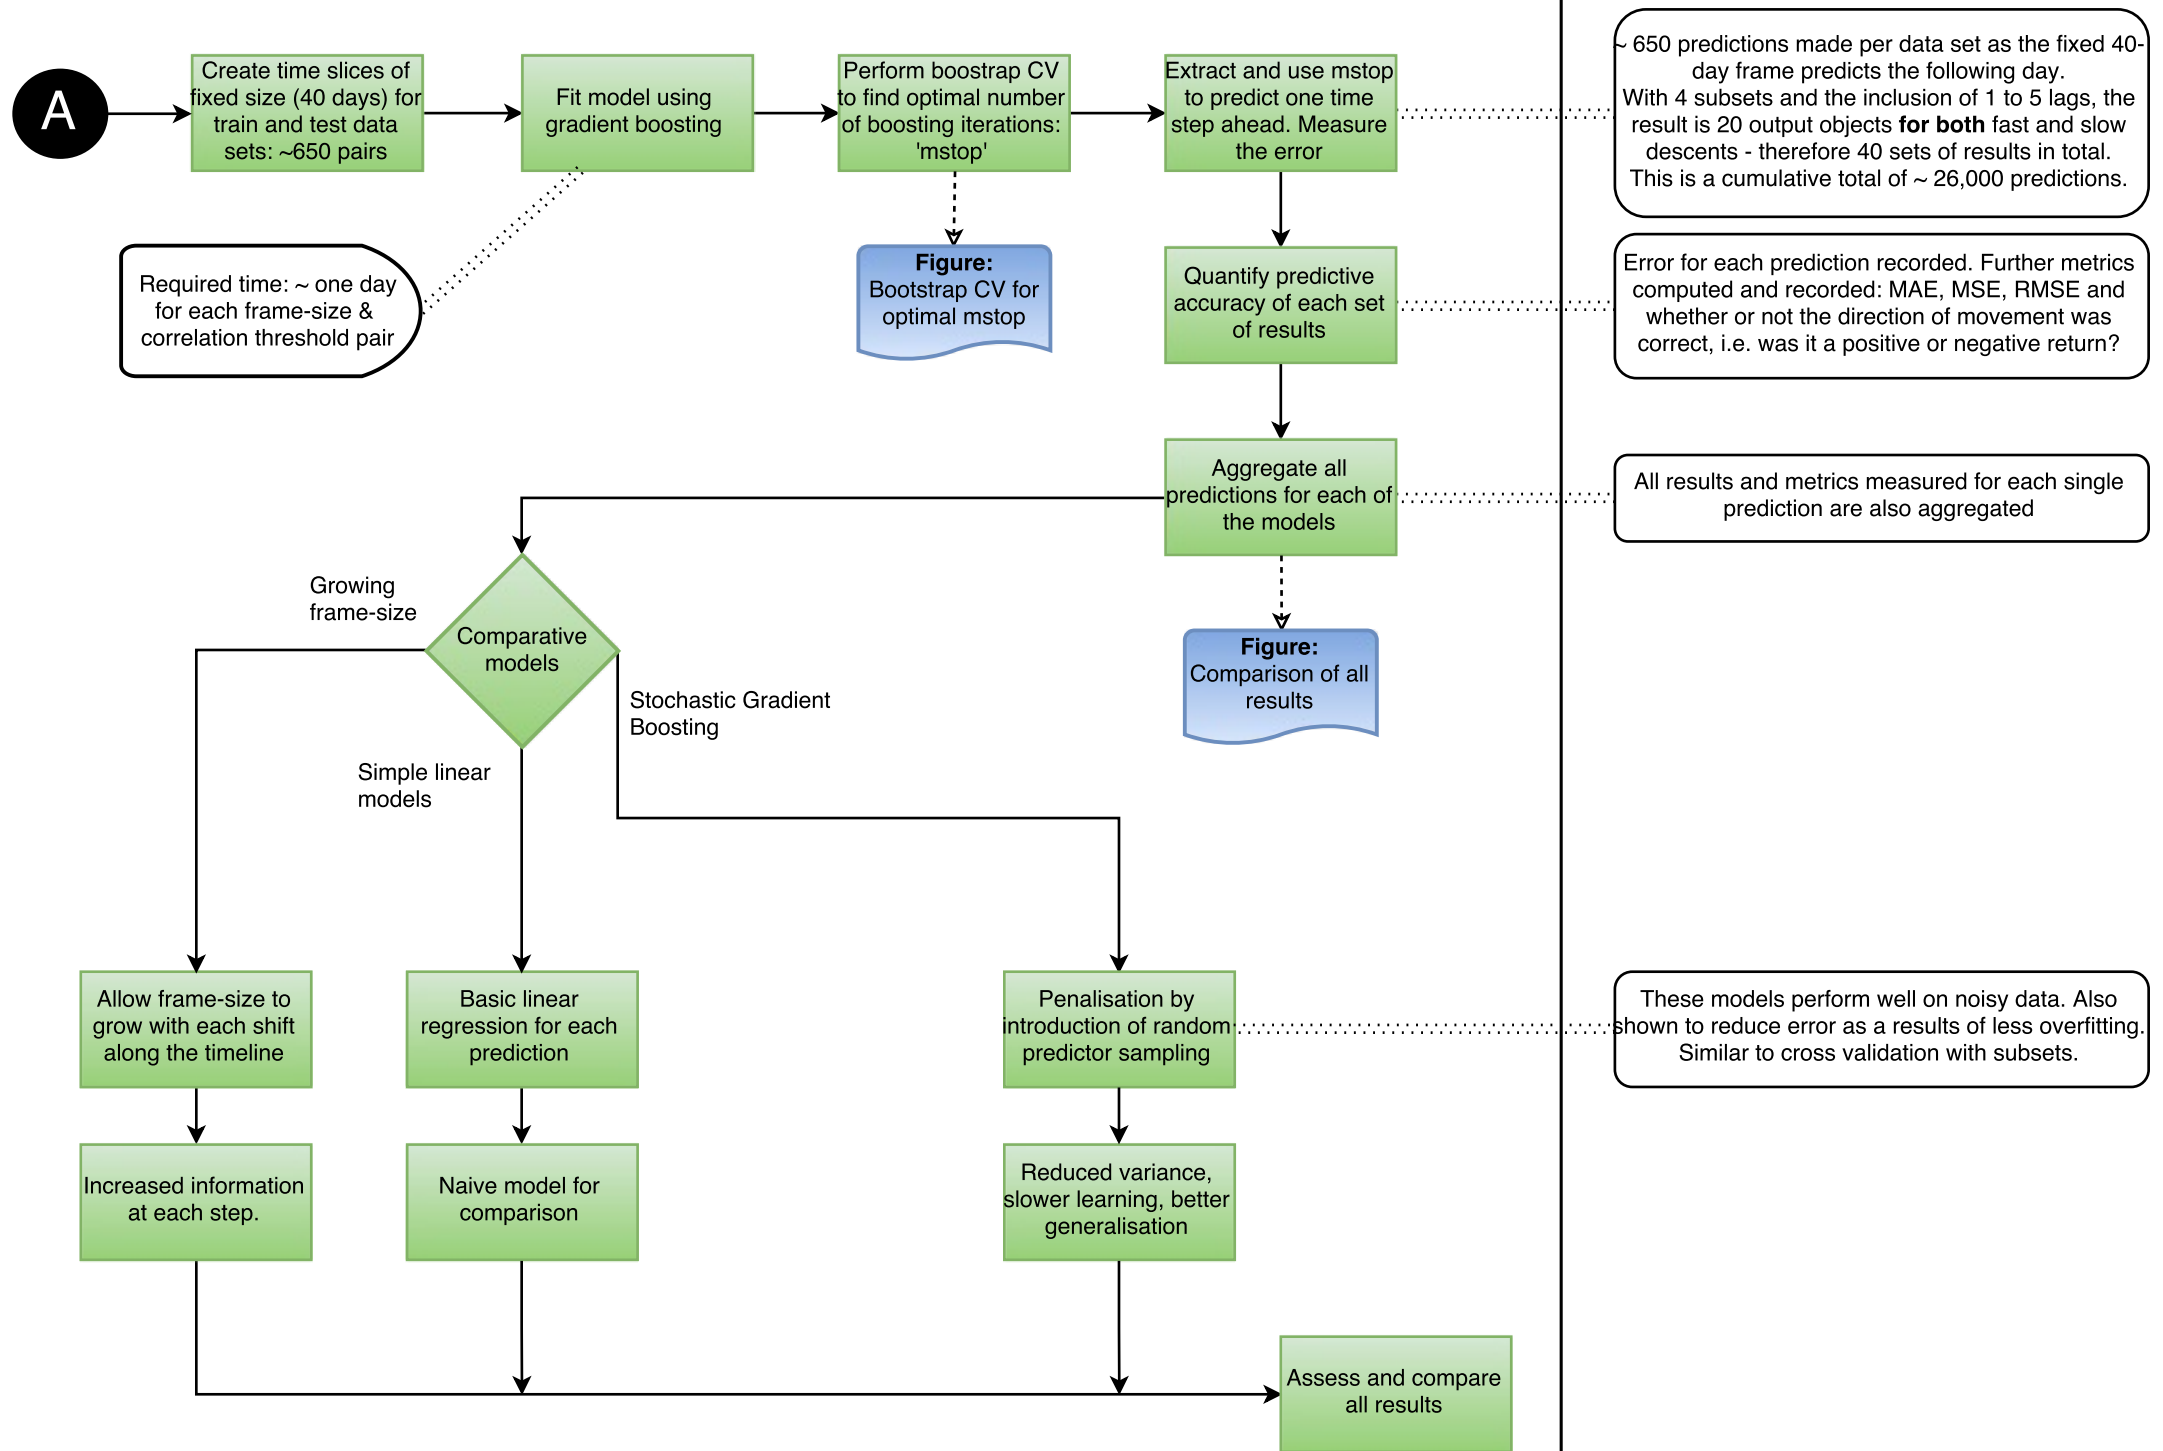 A
Create time slices of
fixed size (40 days) for
train and test data
sets: ~650 pairs
Fit model using
gradient boosting
Perform boostrap CV
to find optimal number
of boosting iterations:
'mstop'
Extract and use mstop
to predict one time
step ahead. Measure
the error
~ 650 predictions made per data set as the fixed 40-
day frame predicts the following day.
With 4 subsets and the inclusion of 1 to 5 lags, the
result is 20 output objects for both fast and slow
descents - therefore 40 sets of results in total.
This is a cumulative total of ~ 26,000 predictions.
Required time: ~ one day
for each frame-size &
correlation threshold pair
Figure:
Bootstrap CV for
optimal mstop
Quantify predictive
accuracy of each set
of results
Error for each prediction recorded. Further metrics
computed and recorded: MAE, MSE, RMSE and
whether or not the direction of movement was
correct, i.e. was it a positive or negative return?
Aggregate all
predictions for each of
the models
All results and metrics measured for each single
prediction are also aggregated
Growing
frame-size
Comparative
models
Figure:
Comparison of all
results
Stochastic Gradient
Boosting
Simple linear
models
Allow frame-size to
grow with each shift
along the timeline
Basic linear
regression for each
prediction
Penalisation by
introduction of random
predictor sampling
These models perform well on noisy data. Also
shown to reduce error as a results of less overfitting.
Similar to cross validation with subsets.
Increased information
at each step.
Naive model for
comparison
Reduced variance,
slower learning, better
generalisation
Assess and compare
all results